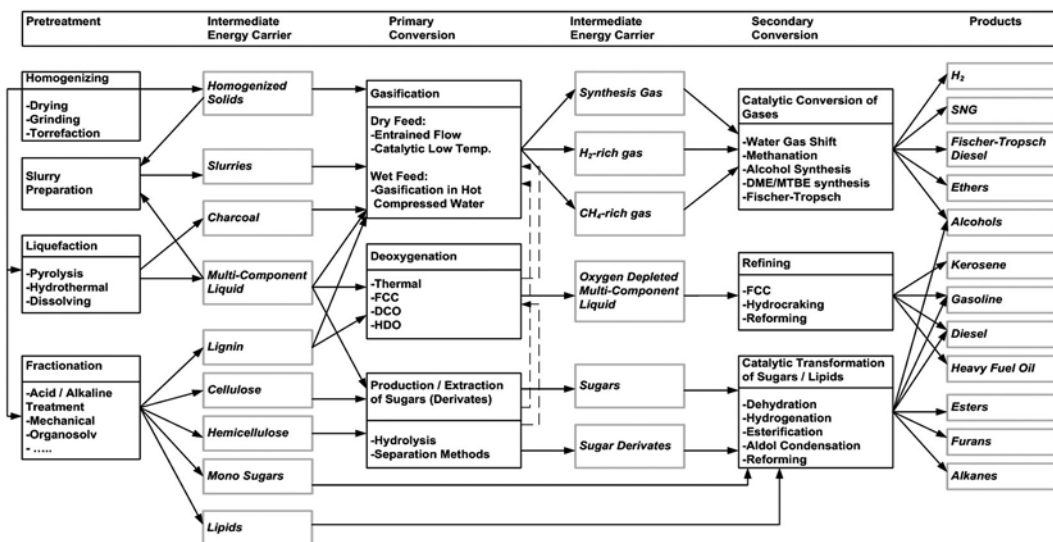 Pretreatment
Intermediate
Energy Carrier
Primary
Conversion
Intermediate
Energy Carrier
Secondary
Conversion
Products
Homogenizing
-Drying
-Grinding
-Torrefaction
Slurry
Preparation
Liquefaction
-Pyrolysis
-Hydrothermal
-Dissolving
Fractionation
-Acid / Alkaline
Treatment
-Mechanical
-Organosolv
- .....
Homogenized
Solids
Slurries
Charcoal
Multi-Component
Liquid
Lignin
Cellulose
Hemicellulose
Mono Sugars
Lipids
Gasification
Dry Feed:
-Entrained Flow
-Catalytic Low Temp.
Wet Feed:
-Gasification in Hot
Compressed Water
Deoxygenation
-Thermal
-FCC
-DCO
-HDO
Production / Extraction
of Sugars (Derivates)
-Hydrolysis
-Separation Methods
Synthesis Gas
H₂-rich gas
CH₄-rich gas
Oxygen Depleted
Multi-Component
Liquid
Sugars
Sugar Derivates
Catalytic Conversion of
Gases
-Water Gas Shift
-Methanation
-Alcohol Synthesis
-DME/MTBE synthesis
-Fischer-Tropsch
Refining
-FCC
-Hydrocraking
-Reforming
Catalytic Transformation
of Sugars / Lipids
-Dehydration
-Hydrogenation
-Esterification
-Aldol Condensation
-Reforming
H₂
SNG
Fischer-Tropsch
Diesel
Ethers
Alcohols
Kerosene
Gasoline
Diesel
Heavy Fuel Oil
Esters
Furans
Alkanes